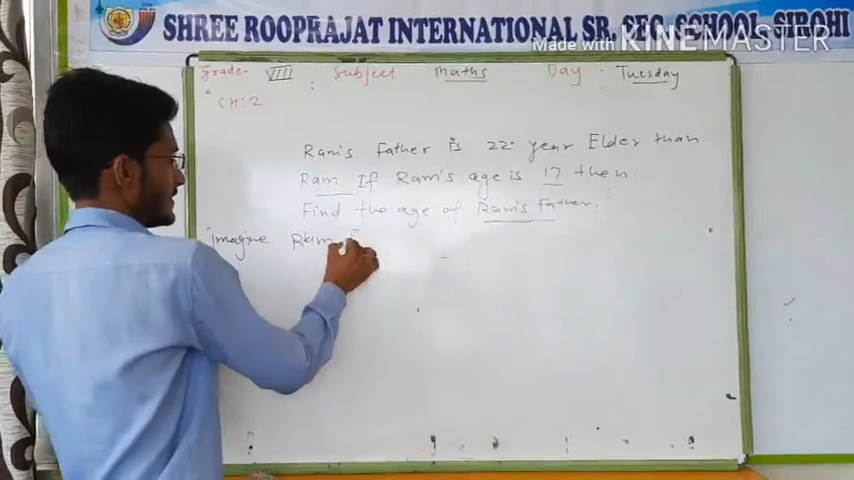 SHREE ROOPRAJAT INTERNATIONAL SR. SEC. SCHOOL, SIROHI
Made with KINEMASTER
Grade- VIII : Subject Maths Day : Tuesday
CH: 2
Ram's Father is 22 year Elder than
Ram If Ram's age is 17 then
Find the age of Ram's Father.
Imagine Ram